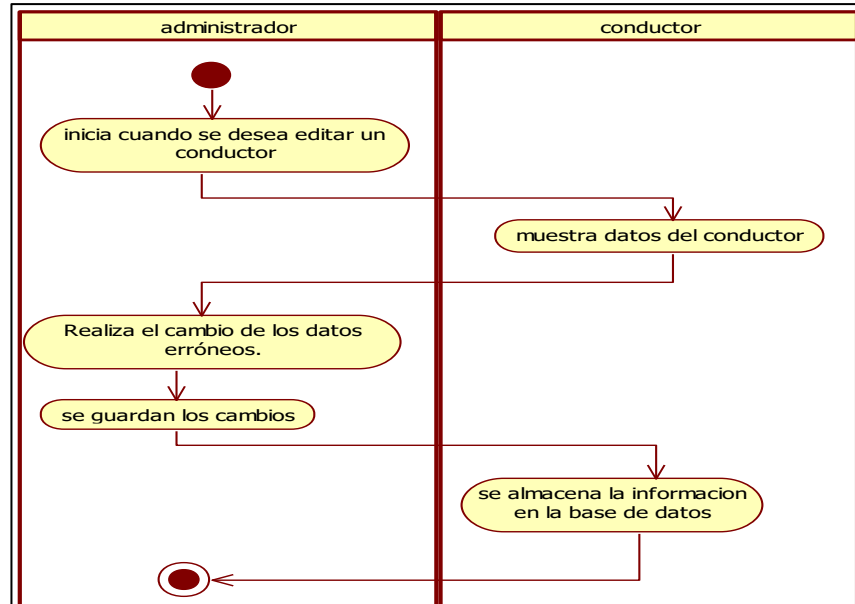 administrador
conductor
inicia cuando se desea editar un
conductor
muestra datos del conductor
Realiza el cambio de los datos
erróneos.
se guardan los cambios
se almacena la informacion
en la base de datos